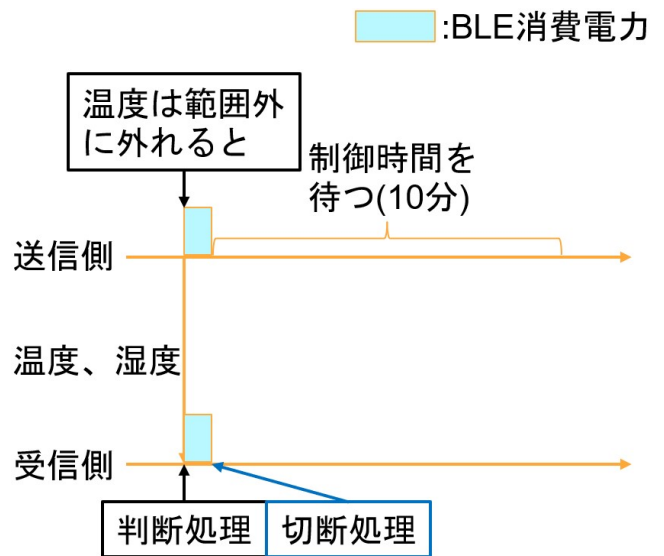 :BLE消費電力
温度は範囲外
に外れると
制御時間を
待つ(10分)
送信側
温度、湿度
受信側
判断処理
切断処理